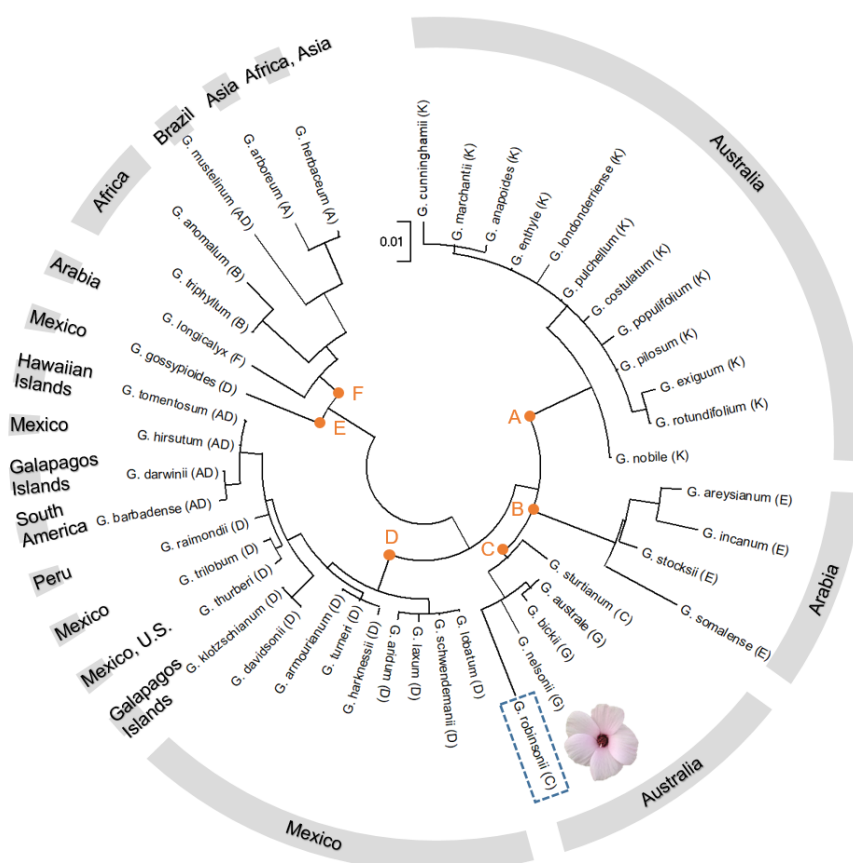 Africa, Asia
Asia
Brazil
Africa
Arabia
Mexico
Hawaiian
Islands
Mexico
Galapagos
Islands
South
America
Peru
Mexico
Mexico, U.S.
Galapagos
Islands
Mexico
Australia
Arabia
Australia
0.01
G. cunninghamii (K)
G. marchantii (K)
G. anapoides (K)
G. enthyle (K)
G. londonderriense (K)
G. pulchellum (K)
G. costulatum (K)
G. populifolium (K)
G. pilosum (K)
G. exiguum (K)
G. rotundifolium (K)
G. nobile (K)
G. areysianum (E)
G. incanum (E)
G. stocksii (E)
G. somalense (E)
G. sturtianum (C)
G. australe (G)
G. bickii (G)
G. nelsonii (G)
G. robinsonii (C)
G. lobatum (D)
G. schwendemanii (D)
G. laxum (D)
G. aridum (D)
G. harknessii (D)
G. turneri (D)
G. armourianum (D)
G. davidsonii (D)
G. klotzschianum (D)
G. thurberi (D)
G. trilobum (D)
G. raimondii (D)
G. barbadense (AD)
G. darwinii (AD)
G. hirsutum (AD)
G. tomentosum (AD)
G. gossypioides (D)
G. longicalyx (F)
G. triphyllum (B)
G. anomalum (B)
G. mustelinum (AD)
G. arboreum (A)
G. herbaceum (A)
A
B
C
D
E
F